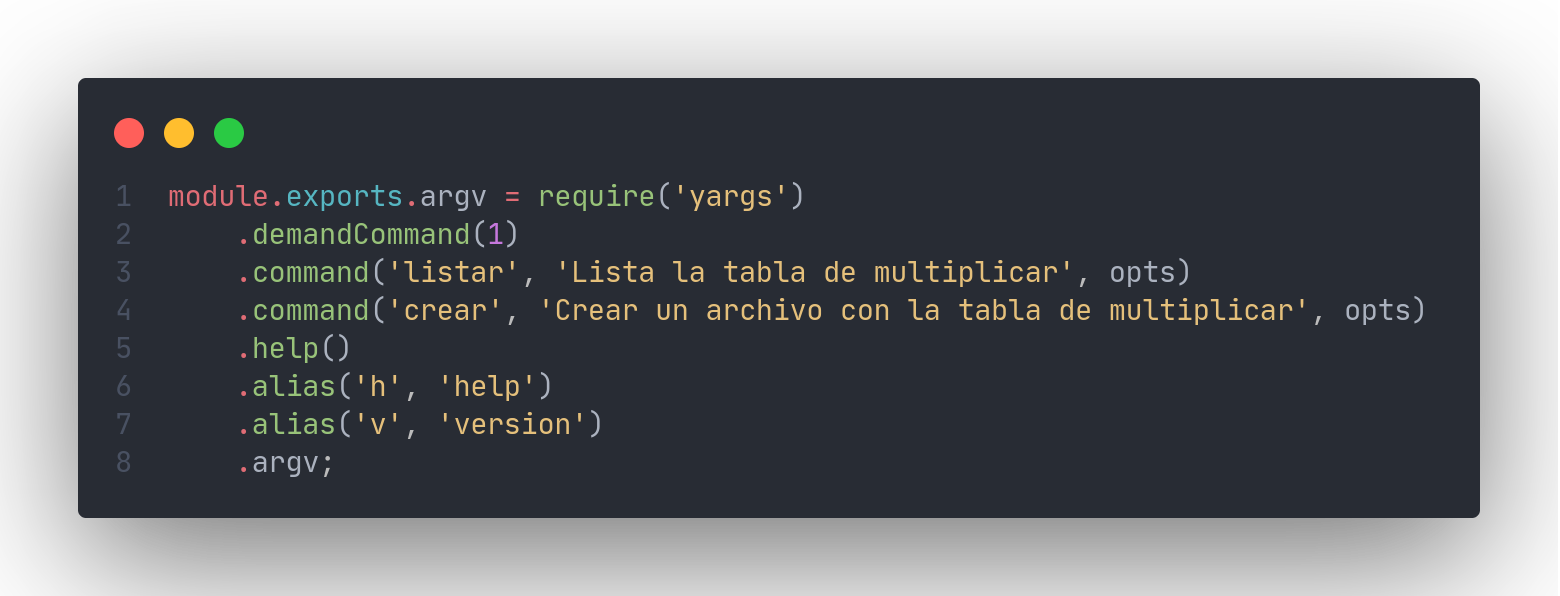 1 module.exports.argv = require('yargs')
2     .demandCommand(1)
3     .command('listar', 'Lista la tabla de multiplicar', opts)
4     .command('crear', 'Crear un archivo con la tabla de multiplicar', opts)
5     .help()
6     .alias('h', 'help')
7     .alias('v', 'version')
8     .argv;